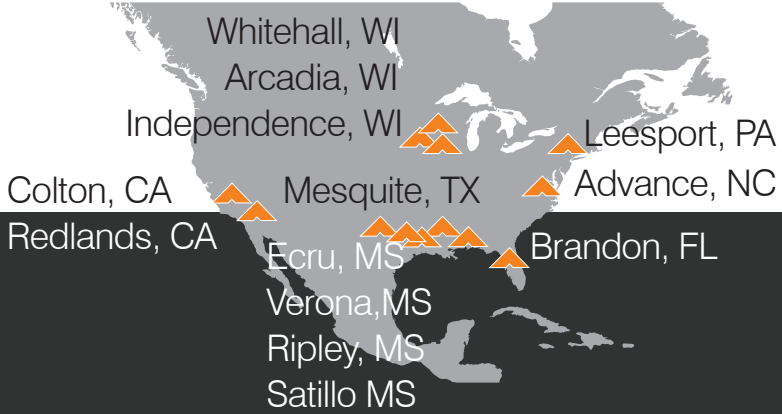 Whitehall, WI
Arcadia, WI
Independence, WI
Leesport, PA
Colton, CA
Mesquite, TX
Advance, NC
Redlands, CA
Ecru, MS
Brandon, FL
Verona,MS
Ripley, MS
Satillo MS